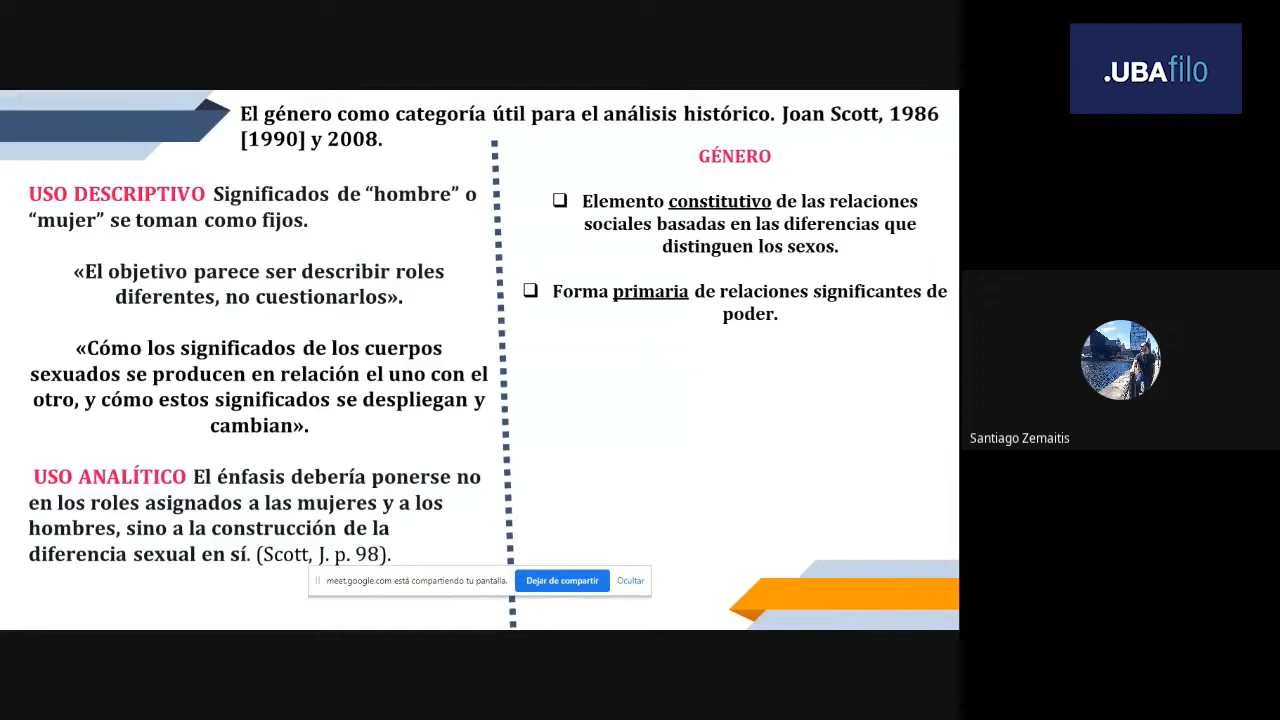 El género como categoría útil para el análisis histórico. Joan Scott, 1986
[1990] y 2008.
USO DESCRIPTIVO Significados de “hombre” o
“mujer” se toman como fijos.
«El objetivo parece ser describir roles
diferentes, no cuestionarlos».
«Cómo los significados de los cuerpos
sexuados se producen en relación el uno con el
otro, y cómo estos significados se despliegan y
cambian».
USO ANALÍTICO El énfasis debería ponerse no
en los roles asignados a las mujeres y a los
hombres, sino a la construcción de la
diferencia sexual en sí. (Scott, J. p. 98).
GÉNERO
Elemento constitutivo de las relaciones
sociales basadas en las diferencias que
distinguen los sexos.
Forma primaria de relaciones significantes de
poder.
meet.google.com está compartiendo tu pantalla. Dejar de compartir Ocultar
.UBAfilo
Santiago Zemaitis